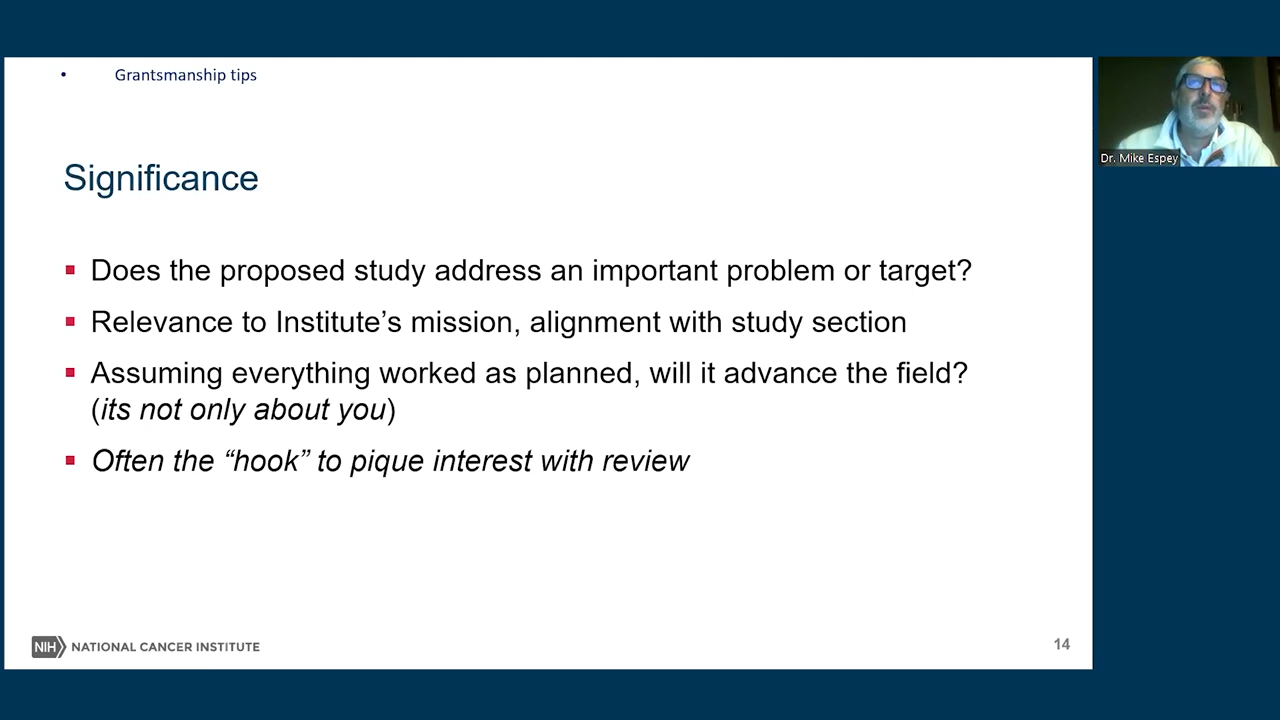 • Grantsmanship tips
Significance
▪ Does the proposed study address an important problem or target?
▪ Relevance to Institute’s mission, alignment with study section
▪ Assuming everything worked as planned, will it advance the field?
(its not only about you)
▪ Often the “hook” to pique interest with review
NIH NATIONAL CANCER INSTITUTE
14
Dr. Mike Espey